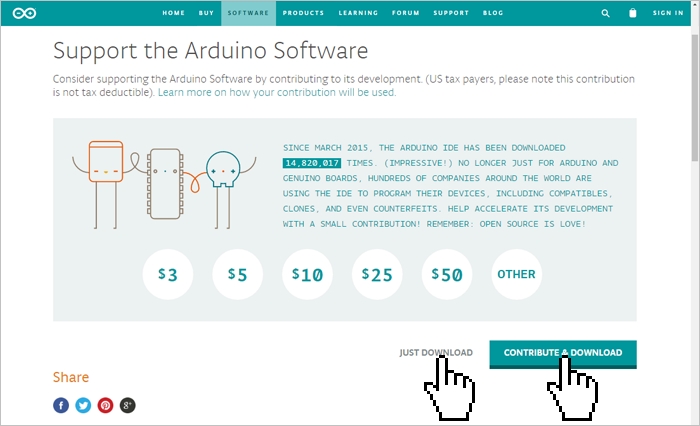 HOME BUY SOFTWARE PRODUCTS LEARNING FORUM SUPPORT BLOG SIGN IN
Support the Arduino Software
Consider supporting the Arduino Software by contributing to its development. (US tax payers, please note this contribution
is not tax deductible). Learn more on how your contribution will be used.
SINCE MARCH 2015, THE ARDUINO IDE HAS BEEN DOWNLOADED
14,820,017 TIMES. (IMPRESSIVE!) NO LONGER JUST FOR ARDUINO AND
GENUINO BOARDS, HUNDREDS OF COMPANIES AROUND THE WORLD ARE
USING THE IDE TO PROGRAM THEIR DEVICES, INCLUDING COMPATIBLES,
CLONES, AND EVEN COUNTERFEITS. HELP ACCELERATE ITS DEVELOPMENT
WITH A SMALL CONTRIBUTION! REMEMBER: OPEN SOURCE IS LOVE!
$3 $5 $10 $25 $50 OTHER
JUST DOWNLOAD CONTRIBUTE & DOWNLOAD
Share